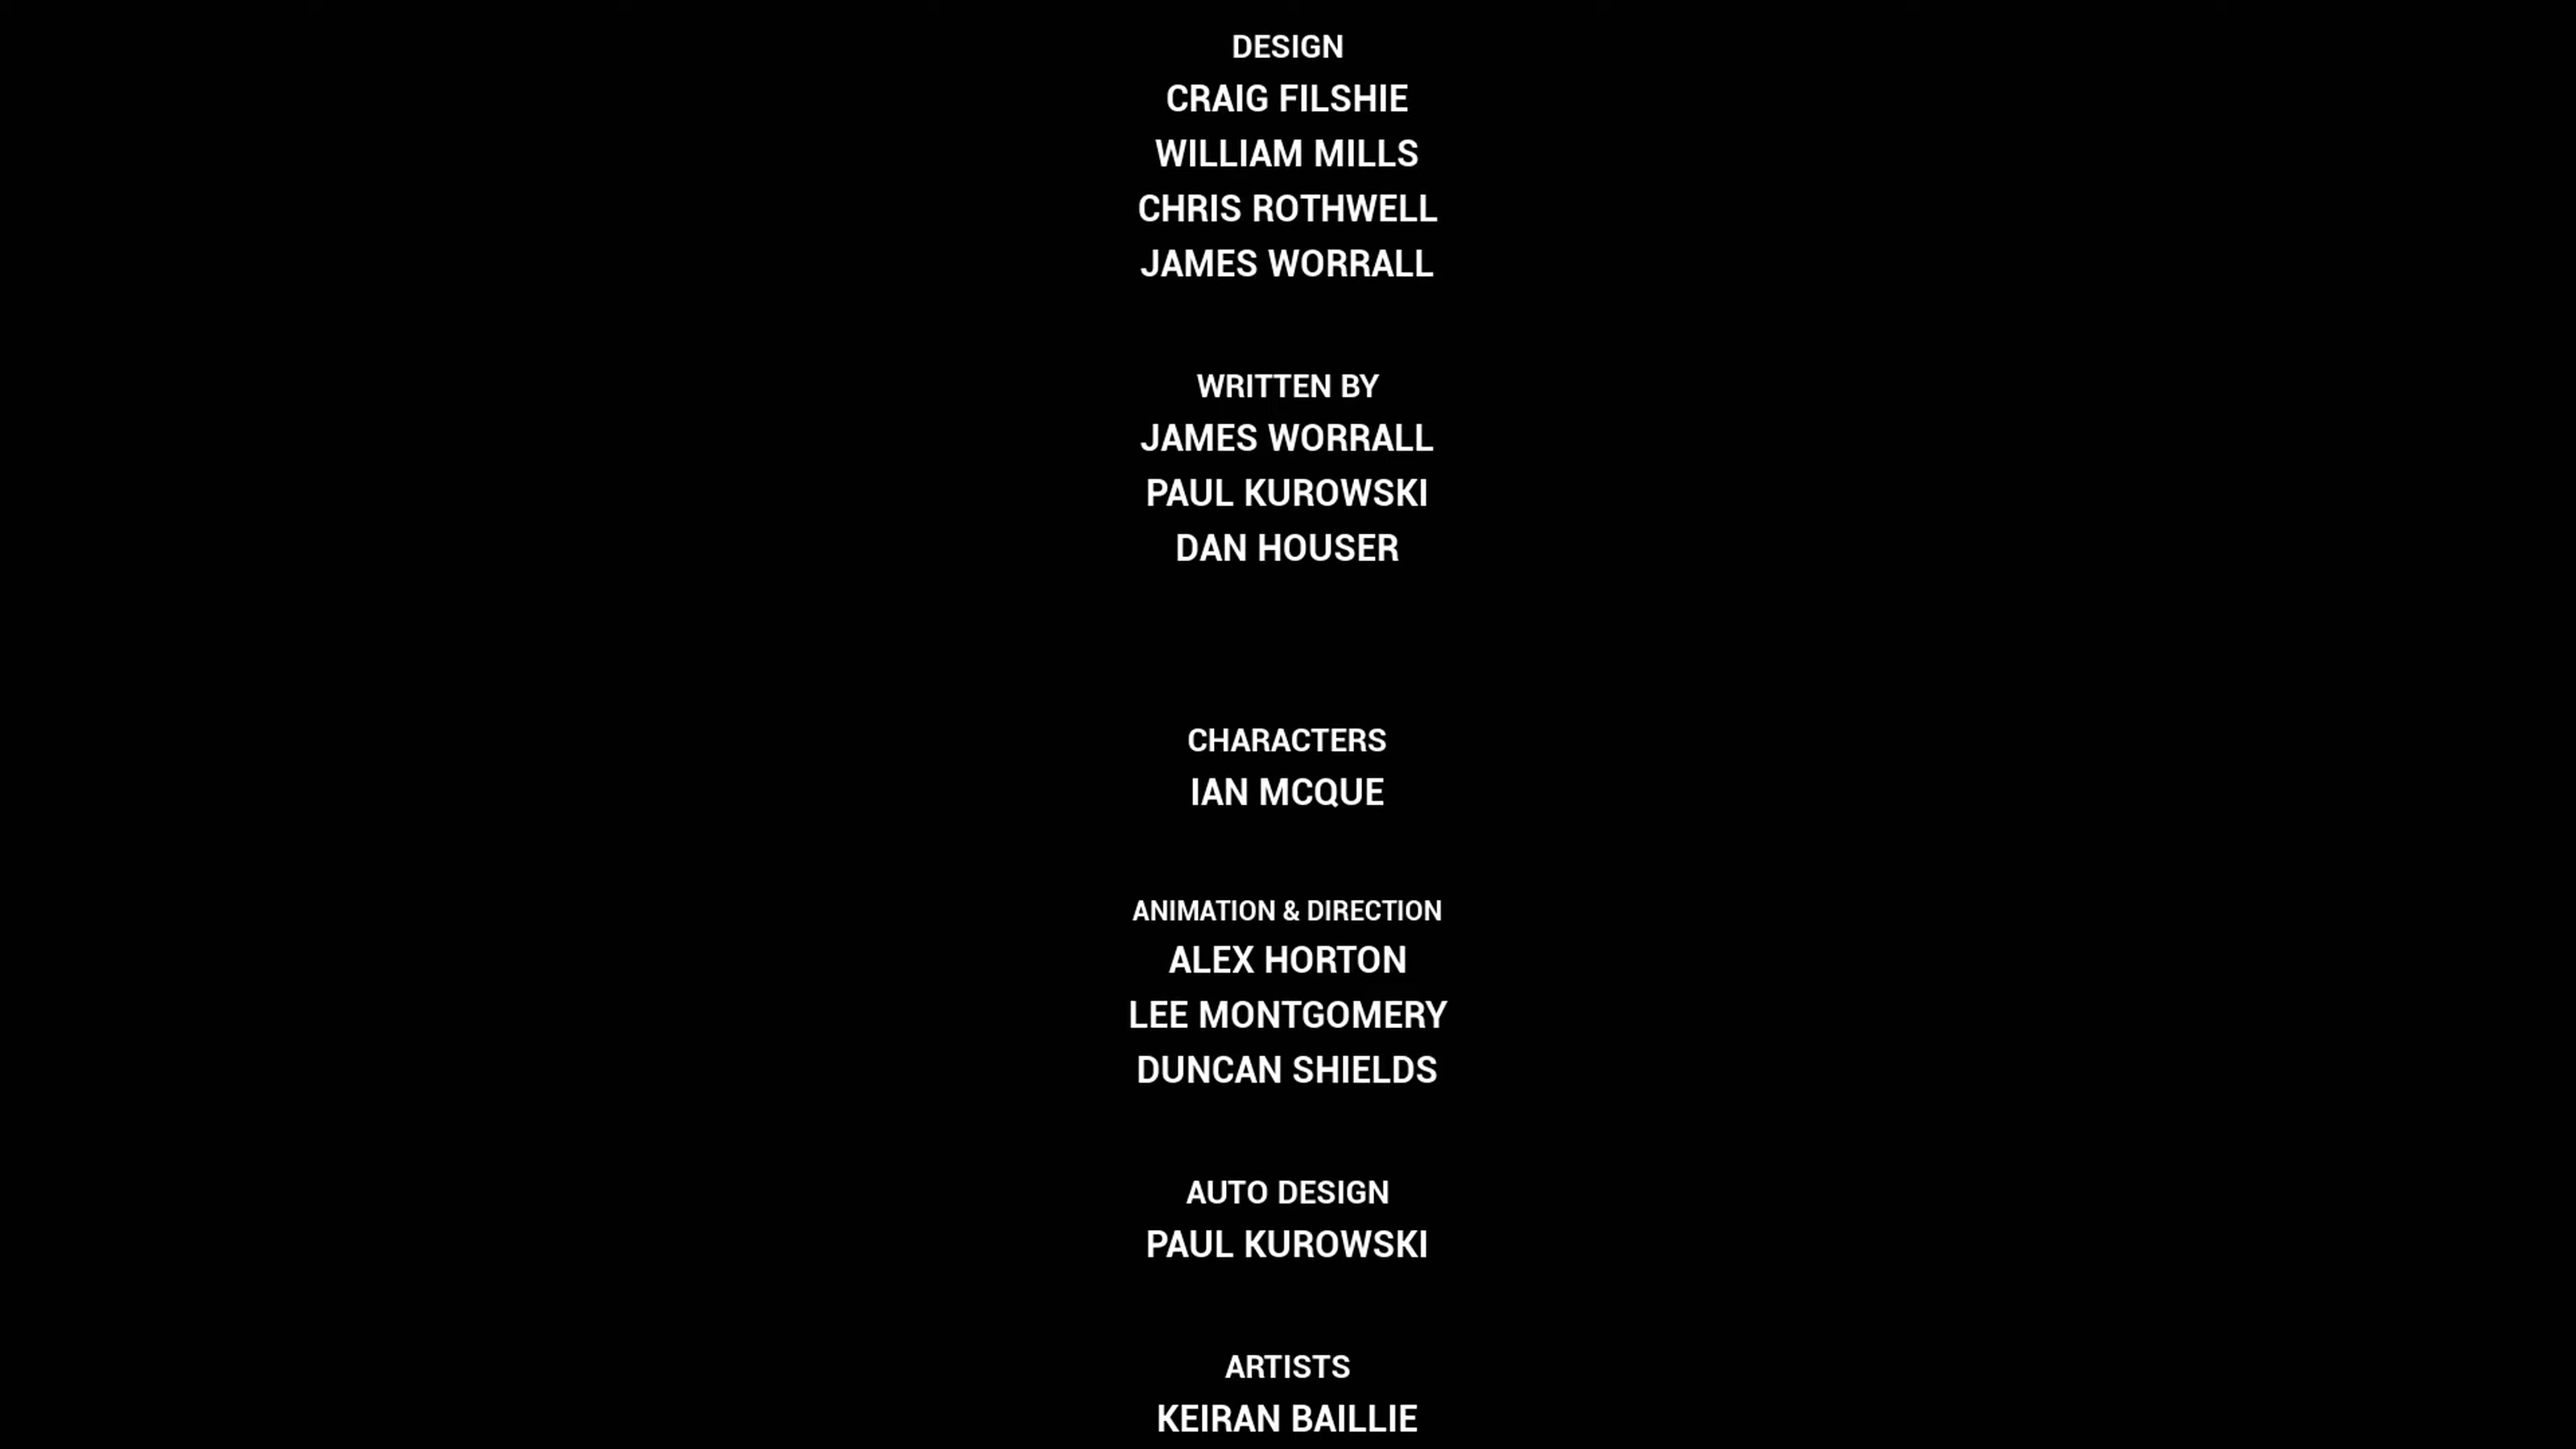 DESIGN
CRAIG FILSHIE
WILLIAM MILLS
CHRIS ROTHWELL
JAMES WORRALL
WRITTEN BY
JAMES WORRALL
PAUL KUROWSKI
DAN HOUSER
CHARACTERS
IAN MCQUE
ANIMATION & DIRECTION
ALEX HORTON
LEE MONTGOMERY
DUNCAN SHIELDS
AUTO DESIGN
PAUL KUROWSKI
ARTISTS
KEIRAN BAILLIE